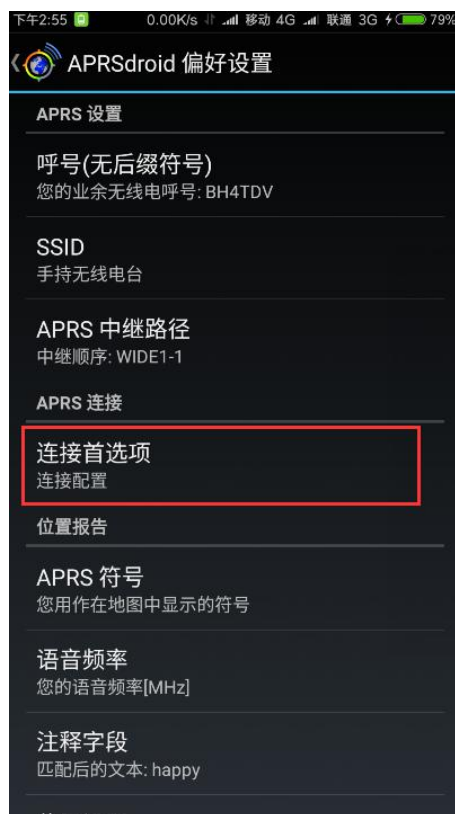 下午2:55 0.00K/s 移动 4G 联通 3G 79%
APRSdroid 偏好设置
APRS 设置
呼号(无后缀符号)
您的业余无线电呼号: BH4TDV
SSID
手持无线电台
APRS 中继路径
中继顺序: WIDE1-1
APRS 连接
连接首选项
连接配置
位置报告
APRS 符号
您用作在地图中显示的符号
语音频率
您的语音频率[MHz]
注释字段
匹配后的文本: happy